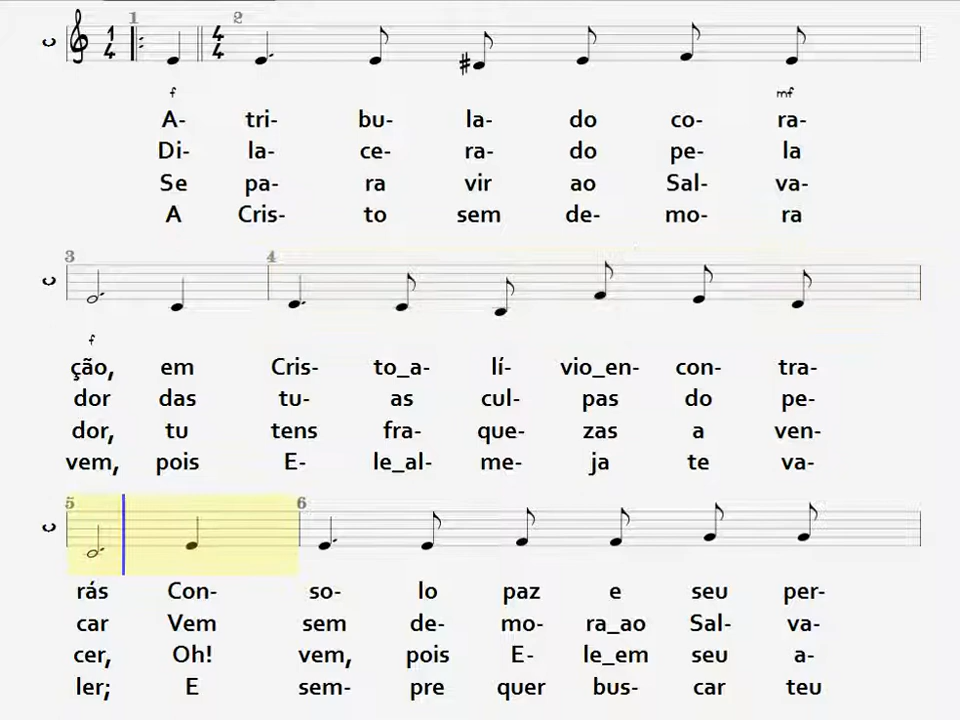 1 2
1 4 4 4
f mf
A- tri- bu- la- do co- ra-
Di- la- ce- ra- do pe- la
Se pa- ra vir ao Sal- va-
A Cris- to sem de- mo- ra
3 4
f
ção, em Cris- to_a- lí- vio_en- con- tra-
dor das tu- as cul- pas do pe-
dor, tu tens fra- que- zas a ven-
vem, pois E- le_al- me- ja te va-
5 6
rás Con- so- lo paz e seu per-
car Vem sem de- mo- ra_ao Sal- va-
cer, Oh! vem, pois E- le_em seu a-
ler; E sem- pre quer bus- car teu